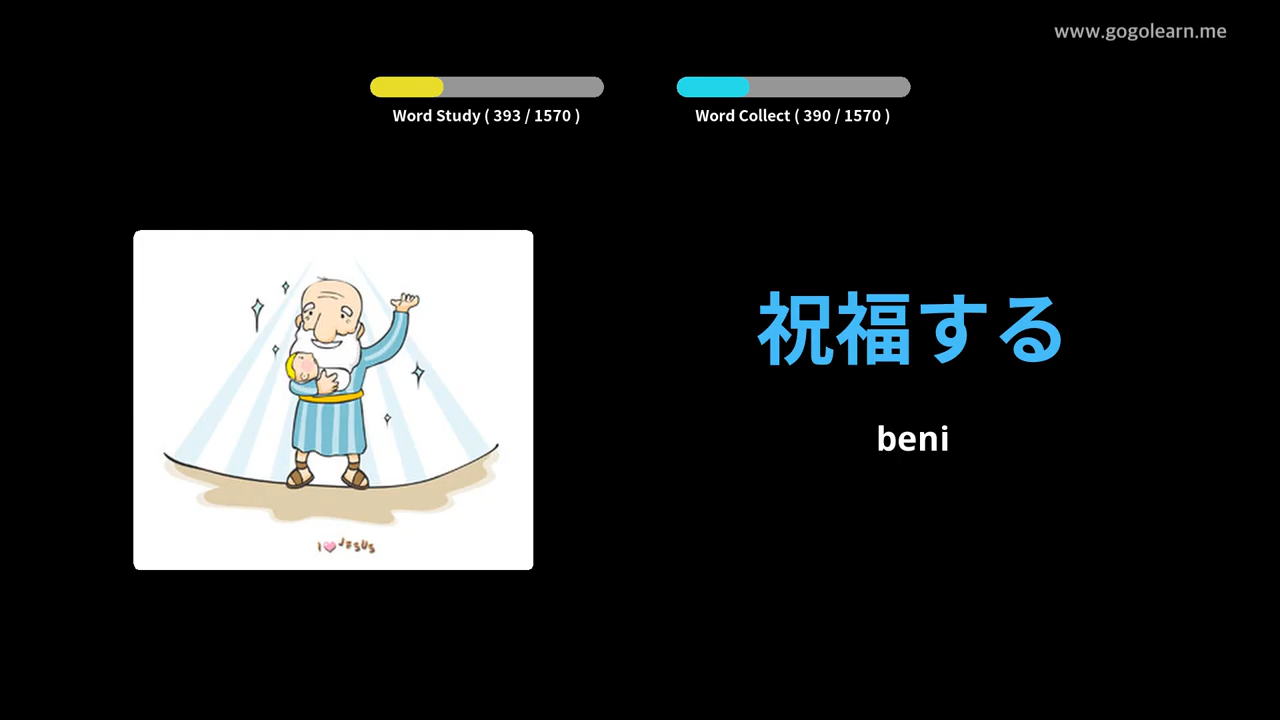 www.gogolearn.me
Word Study ( 393 / 1570 )
Word Collect ( 390 / 1570 )
祝福する
beni
I JESUS